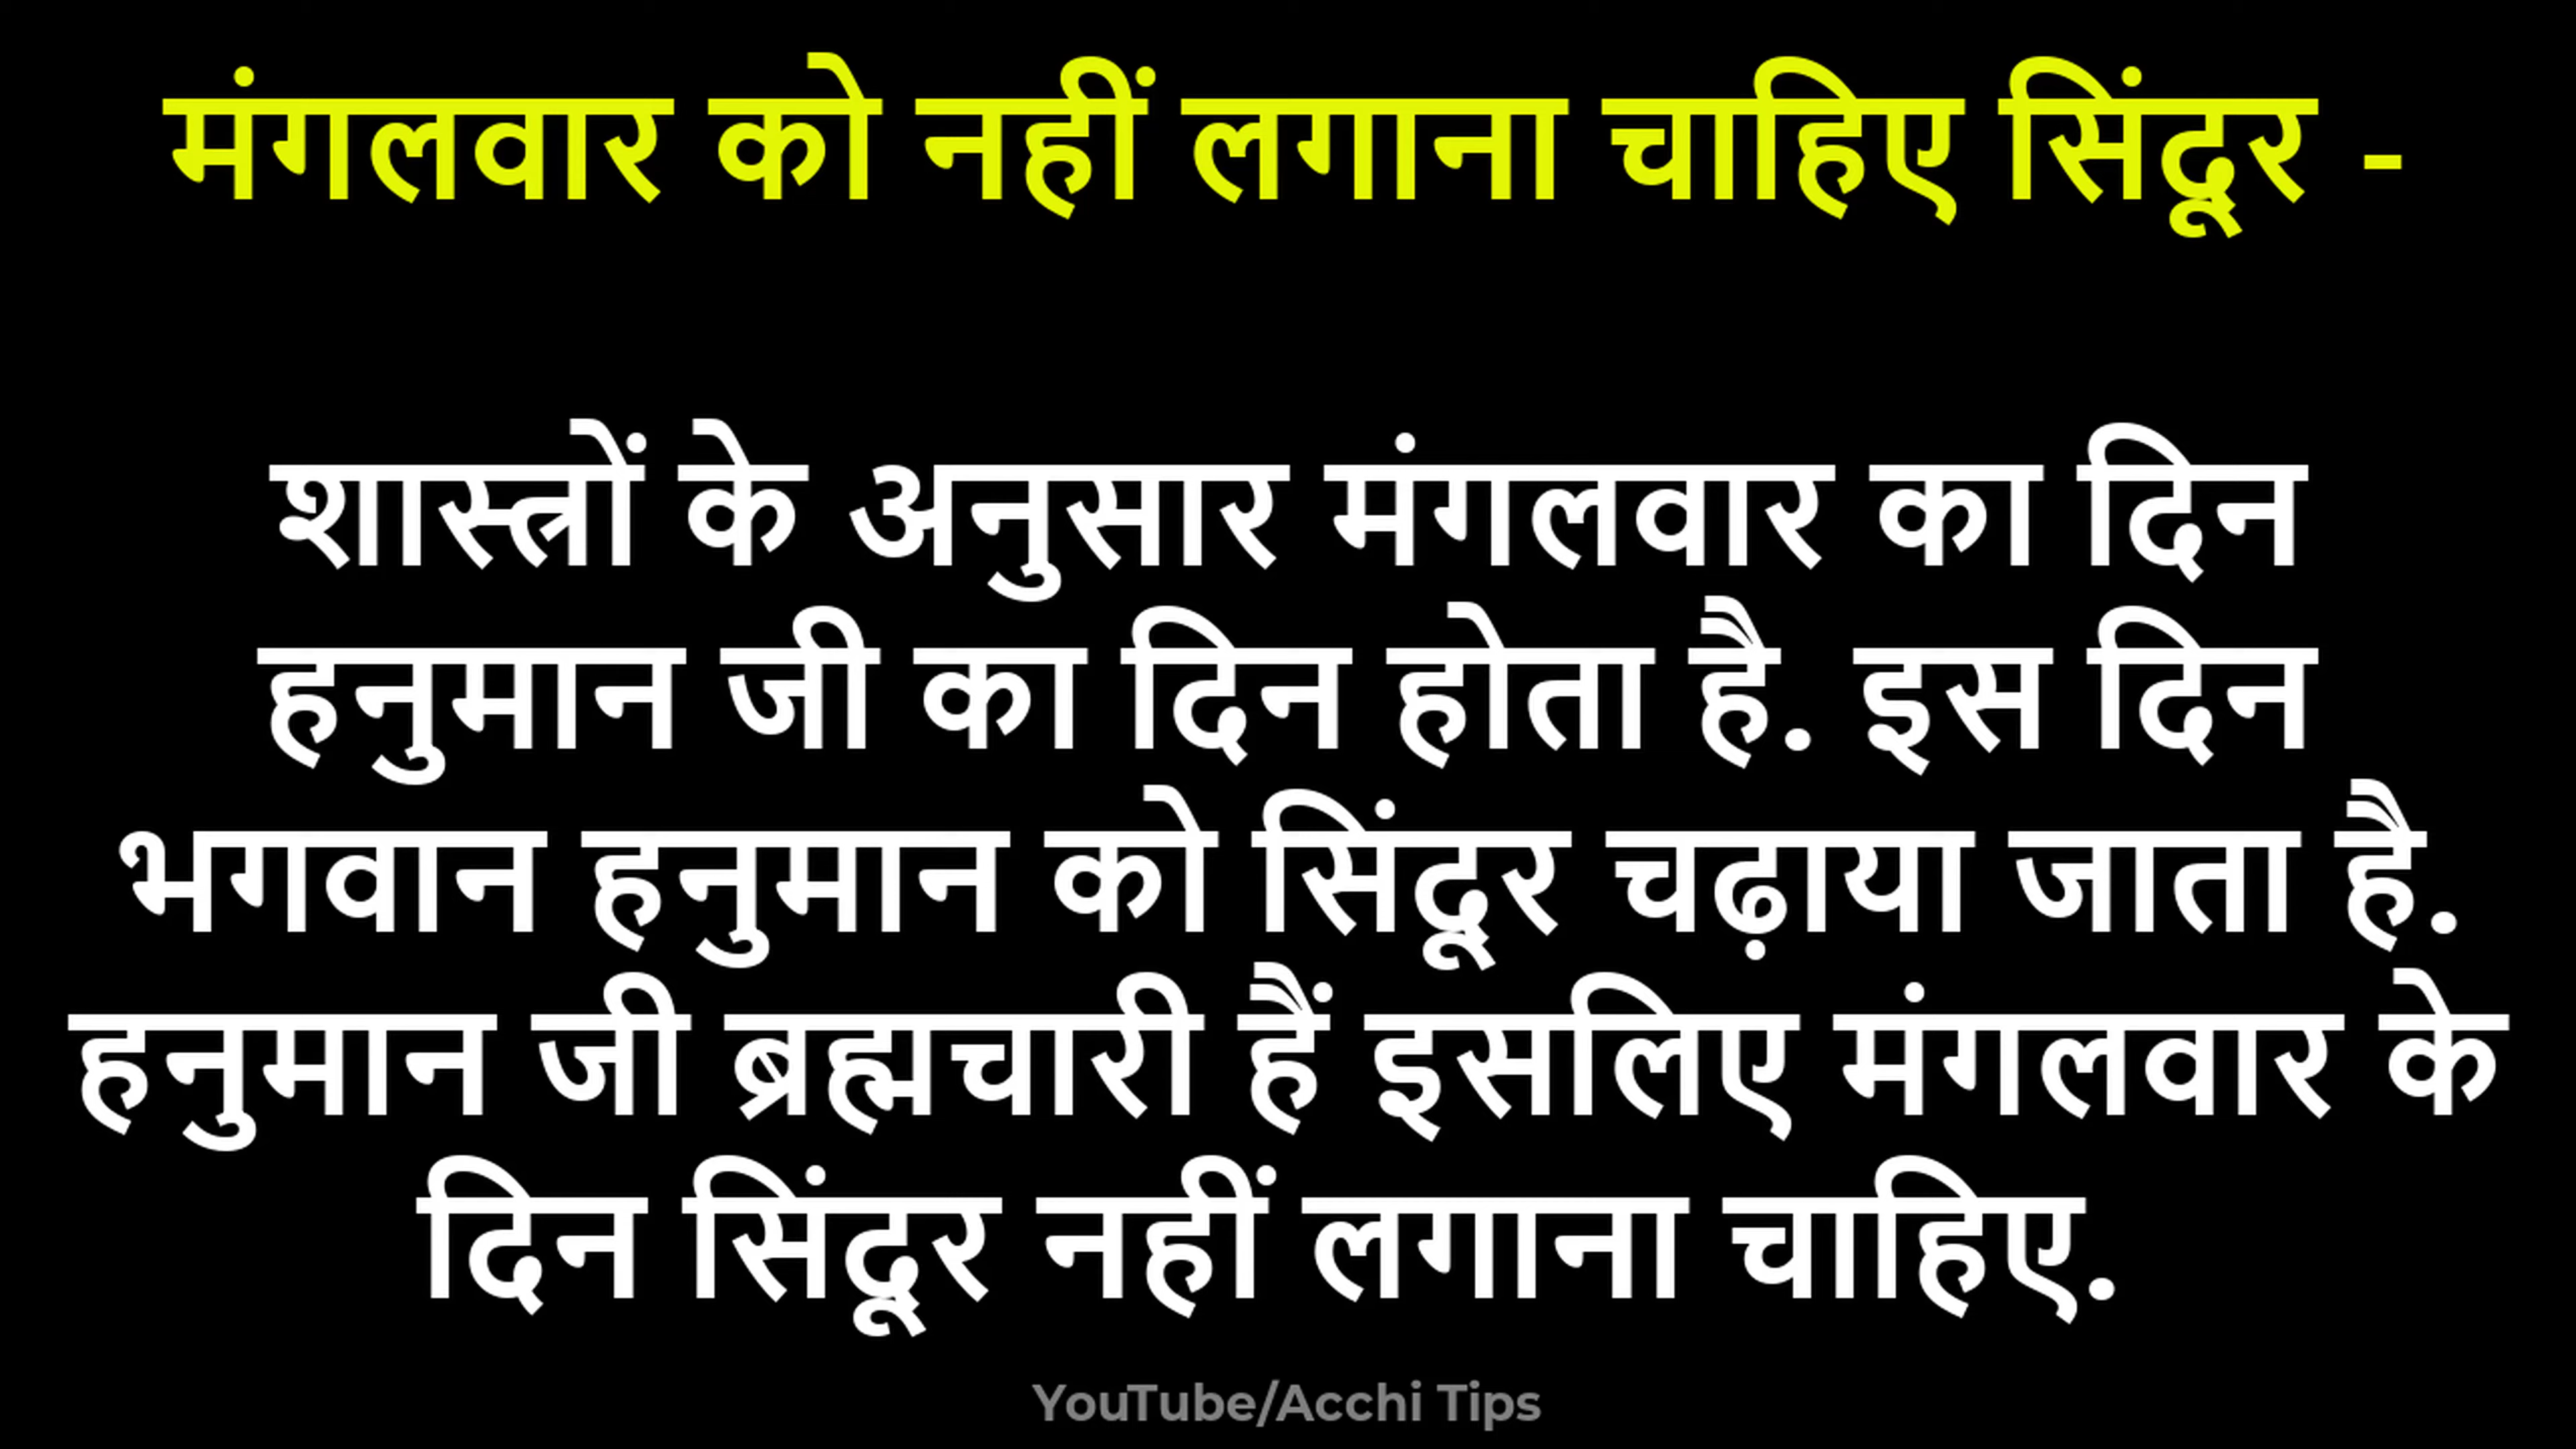 मंगलवार को नहीं लगाना चाहिए सिंदूर -
शास्त्रों के अनुसार मंगलवार का दिन
हनुमान जी का दिन होता है. इस दिन
भगवान हनुमान को सिंदूर चढ़ाया जाता है.
हनुमान जी ब्रह्मचारी हैं इसलिए मंगलवार के
दिन सिंदूर नहीं लगाना चाहिए.
YouTube/Acchi Tips